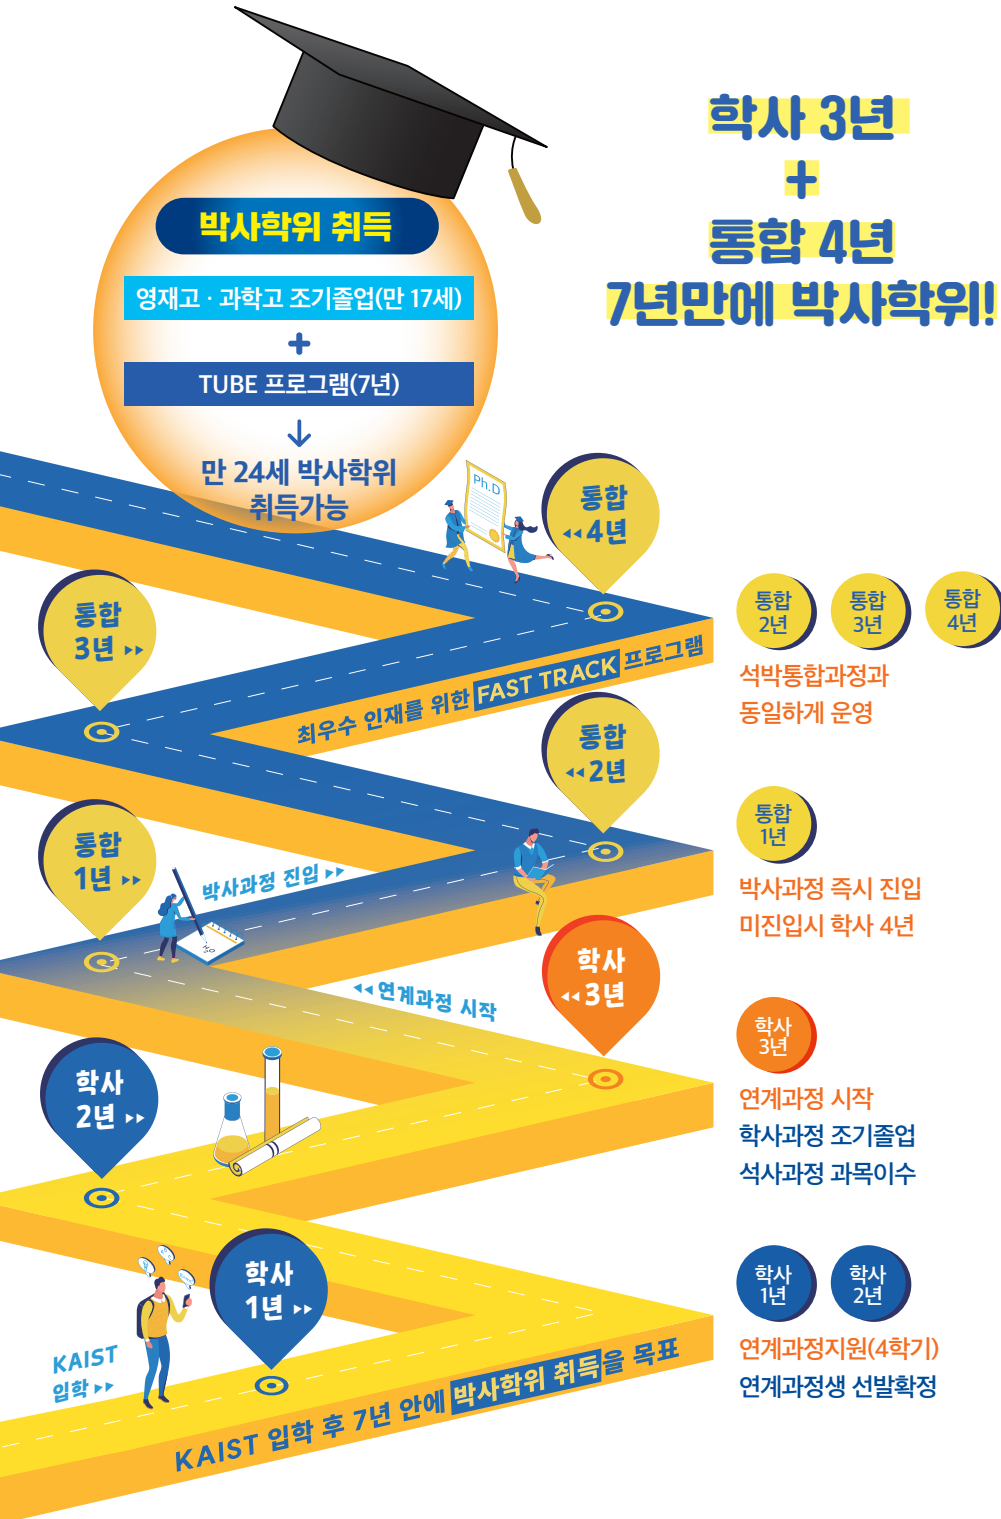 학사 3년
+
통합 4년
7년만에 박사학위!
박사학위 취득
영재고 · 과학고 조기졸업(만 17세)
+
TUBE 프로그램(7년)
만 24세 박사학위
취득가능
Ph.D
통합
4년
통합
3년
최우수 인재를 위한 FAST TRACK 프로그램
통합
2년
통합
1년
박사과정 진입
학사
3년
연계과정 시작
학사
2년
학사
1년
KAIST
입학
KAIST 입학 후 7년 안에 박사학위 취득을 목표
통합
2년
통합
3년
통합
4년
석박통합과정과
동일하게 운영
통합
1년
박사과정 즉시 진입
미진입시 학사 4년
학사
3년
연계과정 시작
학사과정 조기졸업
석사과정 과목이수
학사
1년
학사
2년
연계과정지원(4학기)
연계과정생 선발확정